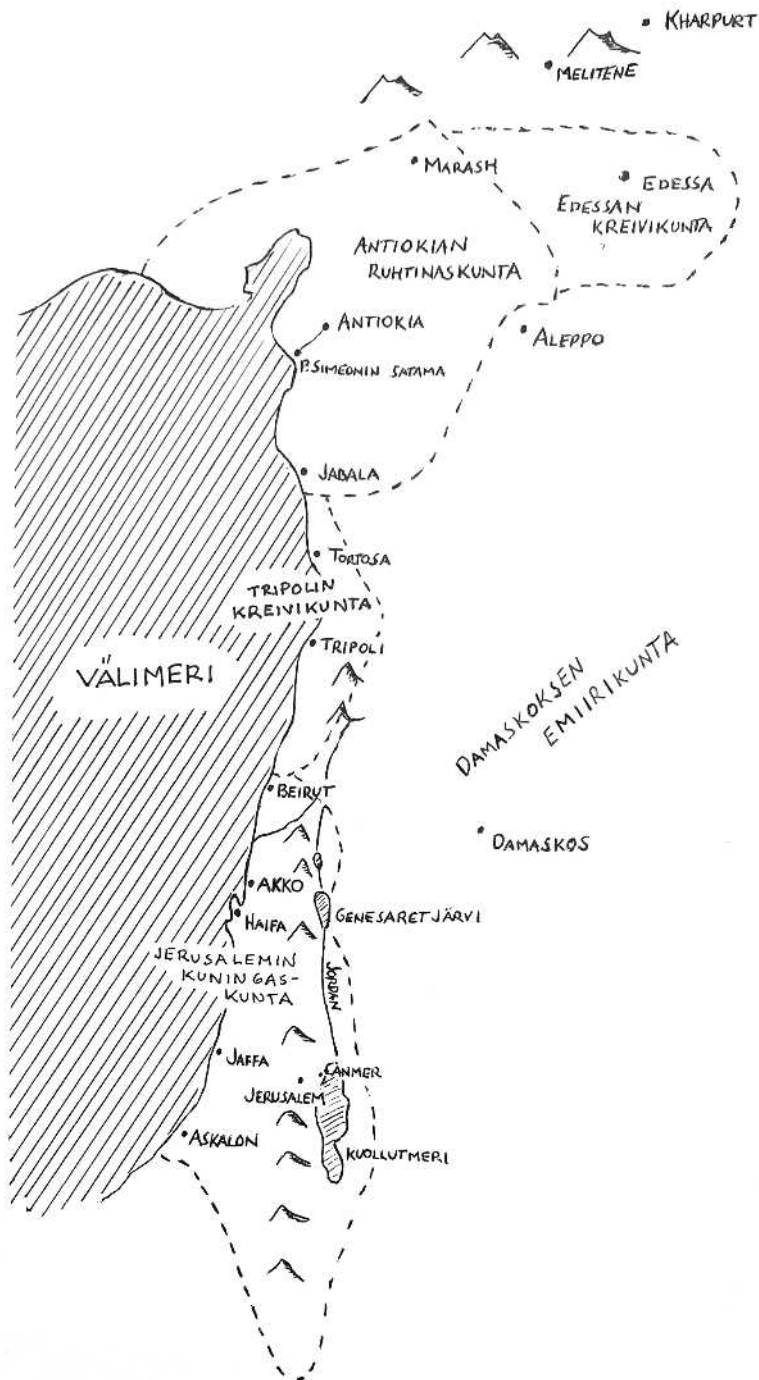 KHARPURT
MELITENE
MARASH
EDESSA
EDESSAN
KREIVIKUNTA
ANTIOKIAN
RUHTINASKUNTA
ANTIOKIA
ALEPPO
P.SIMEONIN SATAMA
JABALA
TORTOSA
TRIPOLIN
KREIVIKUNTA
TRIPOLI
VÄLIMERI
DAMASKOKSEN
EMIIRIKUNTA
BEIRUT
DAMASKOS
AKKO
HAIFA
GENESARETJÄRVI
JERUSALEMIN
KUNINGAS-
KUNTA
JORDAN
JAFFA
LANMER
JERUSALEM
ASKALON
KUOLLUTMERI